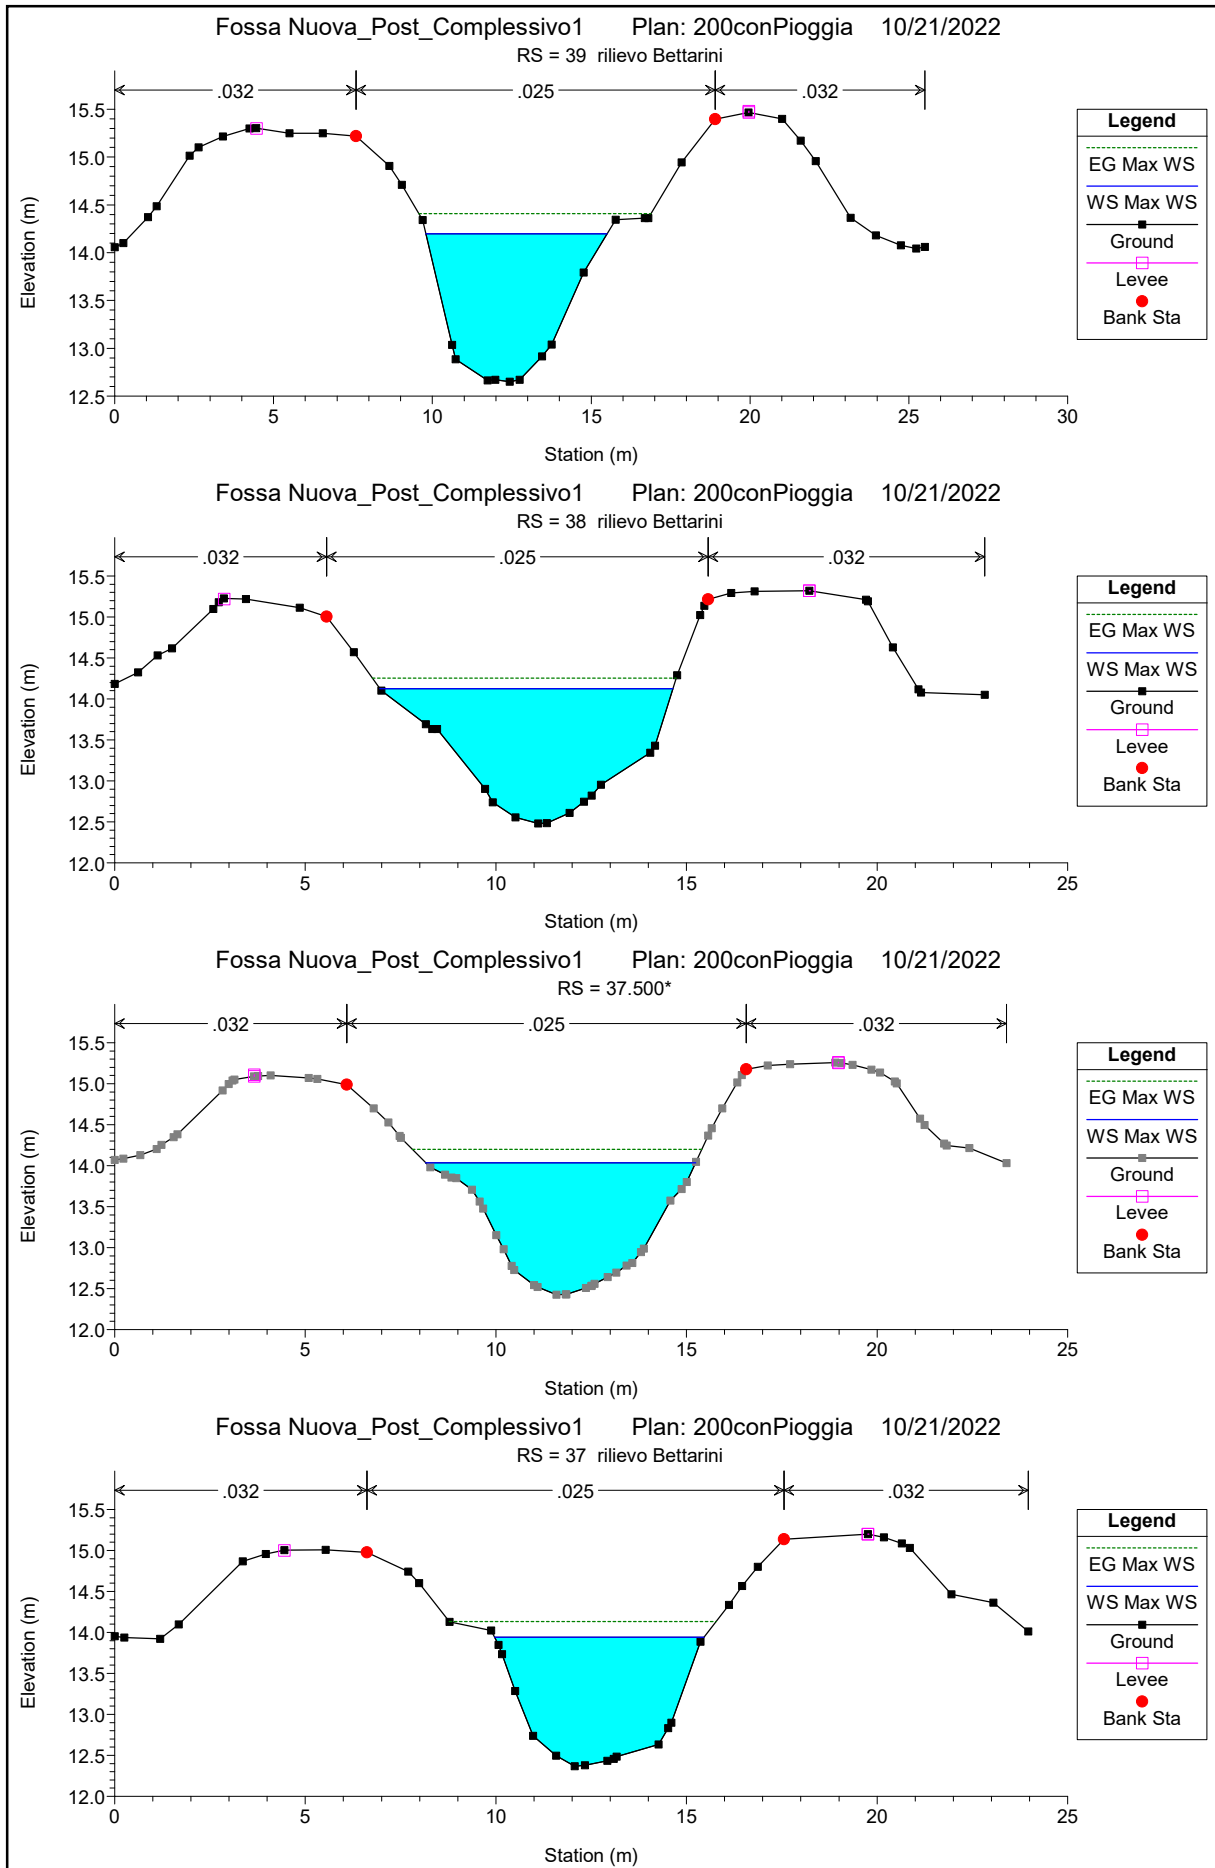 Fossa Nuova_Post_Complessivo1 Plan: 200conPioggia 10/21/2022
RS = 39 rilievo Bettarini
.032 .025 .032
15.5
15.0
14.5
14.0
13.5
13.0
12.5
Elevation (m)
0 5 10 15 20 25 30
Station (m)
Legend
EG Max WS
WS Max WS
Ground
Levee
Bank Sta
Fossa Nuova_Post_Complessivo1 Plan: 200conPioggia 10/21/2022
RS = 38 rilievo Bettarini
.032 .025 .032
15.5
15.0
14.5
14.0
13.5
13.0
12.5
12.0
Elevation (m)
0 5 10 15 20 25
Station (m)
Legend
EG Max WS
WS Max WS
Ground
Levee
Bank Sta
Fossa Nuova_Post_Complessivo1 Plan: 200conPioggia 10/21/2022
RS = 37.500*
.032 .025 .032
15.5
15.0
14.5
14.0
13.5
13.0
12.5
12.0
Elevation (m)
0 5 10 15 20 25
Station (m)
Legend
EG Max WS
WS Max WS
Ground
Levee
Bank Sta
Fossa Nuova_Post_Complessivo1 Plan: 200conPioggia 10/21/2022
RS = 37 rilievo Bettarini
.032 .025 .032
15.5
15.0
14.5
14.0
13.5
13.0
12.5
12.0
Elevation (m)
0 5 10 15 20 25
Station (m)
Legend
EG Max WS
WS Max WS
Ground
Levee
Bank Sta